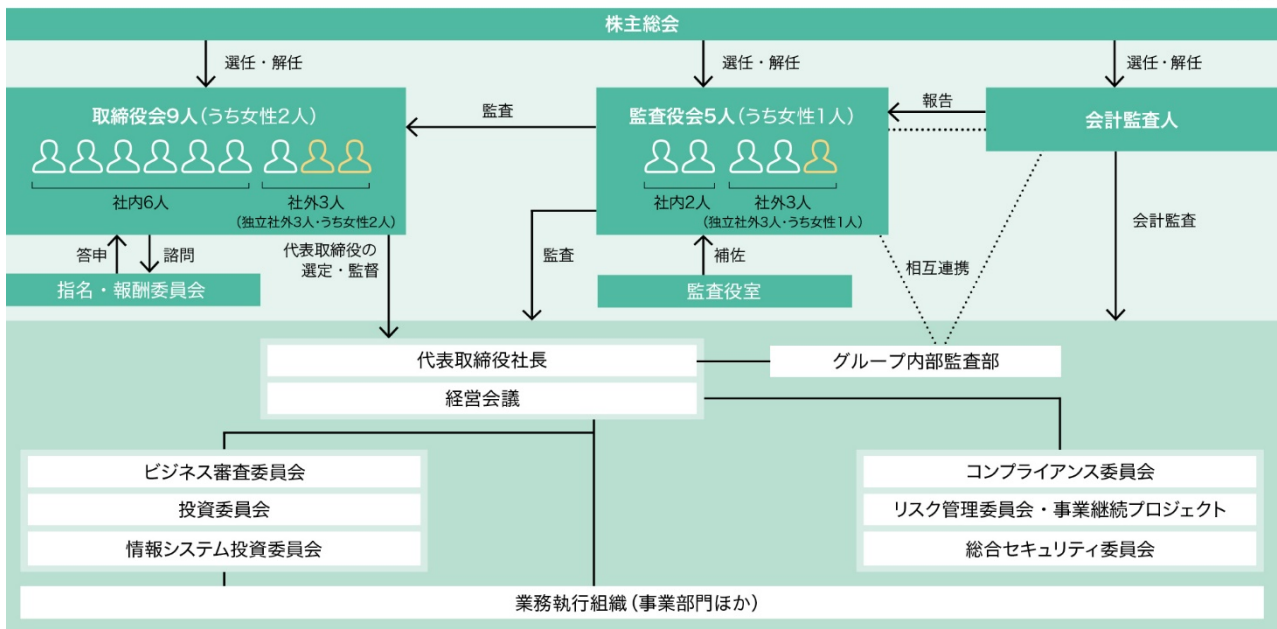 株主総会
選任・解任
選任・解任
選任・解任
取締役会9人(うち女性2人)
社内6人
社外3人
(独立社外3人・うち女性2人)
監査
監査役会5人(うち女性1人)
社内2人
社外3人
(独立社外3人・うち女性1人)
報告
会計監査人
答申
諮問
代表取締役の
選定・監督
監査
補佐
相互連携
会計監査
指名・報酬委員会
監査役室
代表取締役社長
グループ内部監査部
経営会議
ビジネス審査委員会
投資委員会
情報システム投資委員会
コンプライアンス委員会
リスク管理委員会・事業継続プロジェクト
総合セキュリティ委員会
業務執行組織(事業部門ほか)